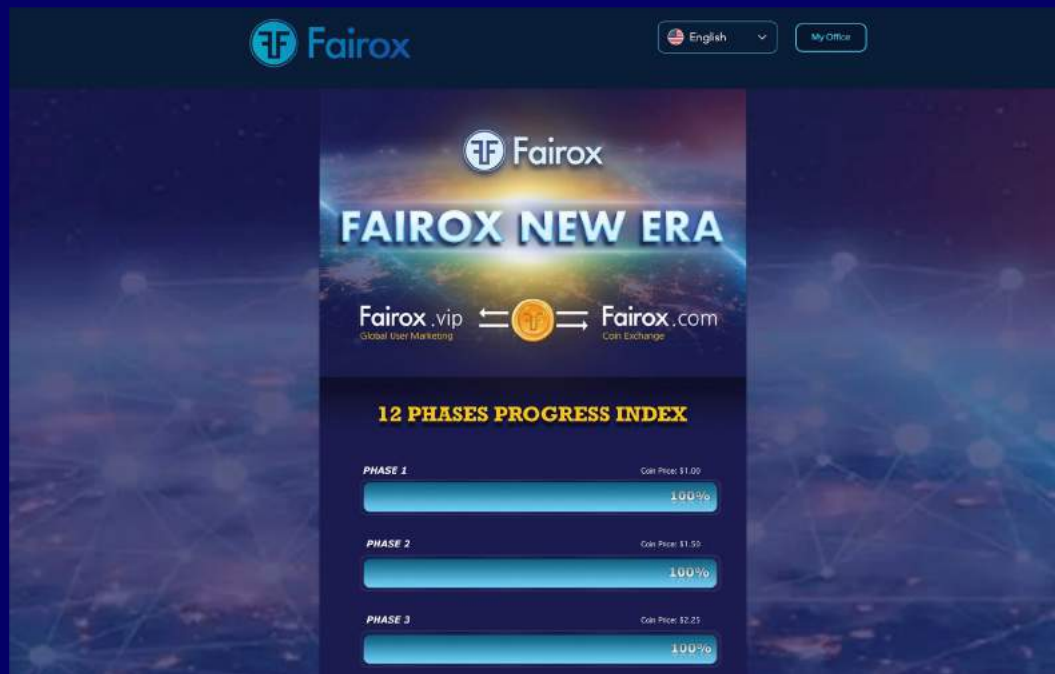 Fairox
English
My Office
Fairox
FAIROX NEW ERA
Fairox.vip
Global User Marketing
Fairox.com
Coin Exchange
12 PHASES PROGRESS INDEX
PHASE 1 Coin Price: $1.00
100%
PHASE 2 Coin Price: $1.50
100%
PHASE 3 Coin Price: $2.25
100%